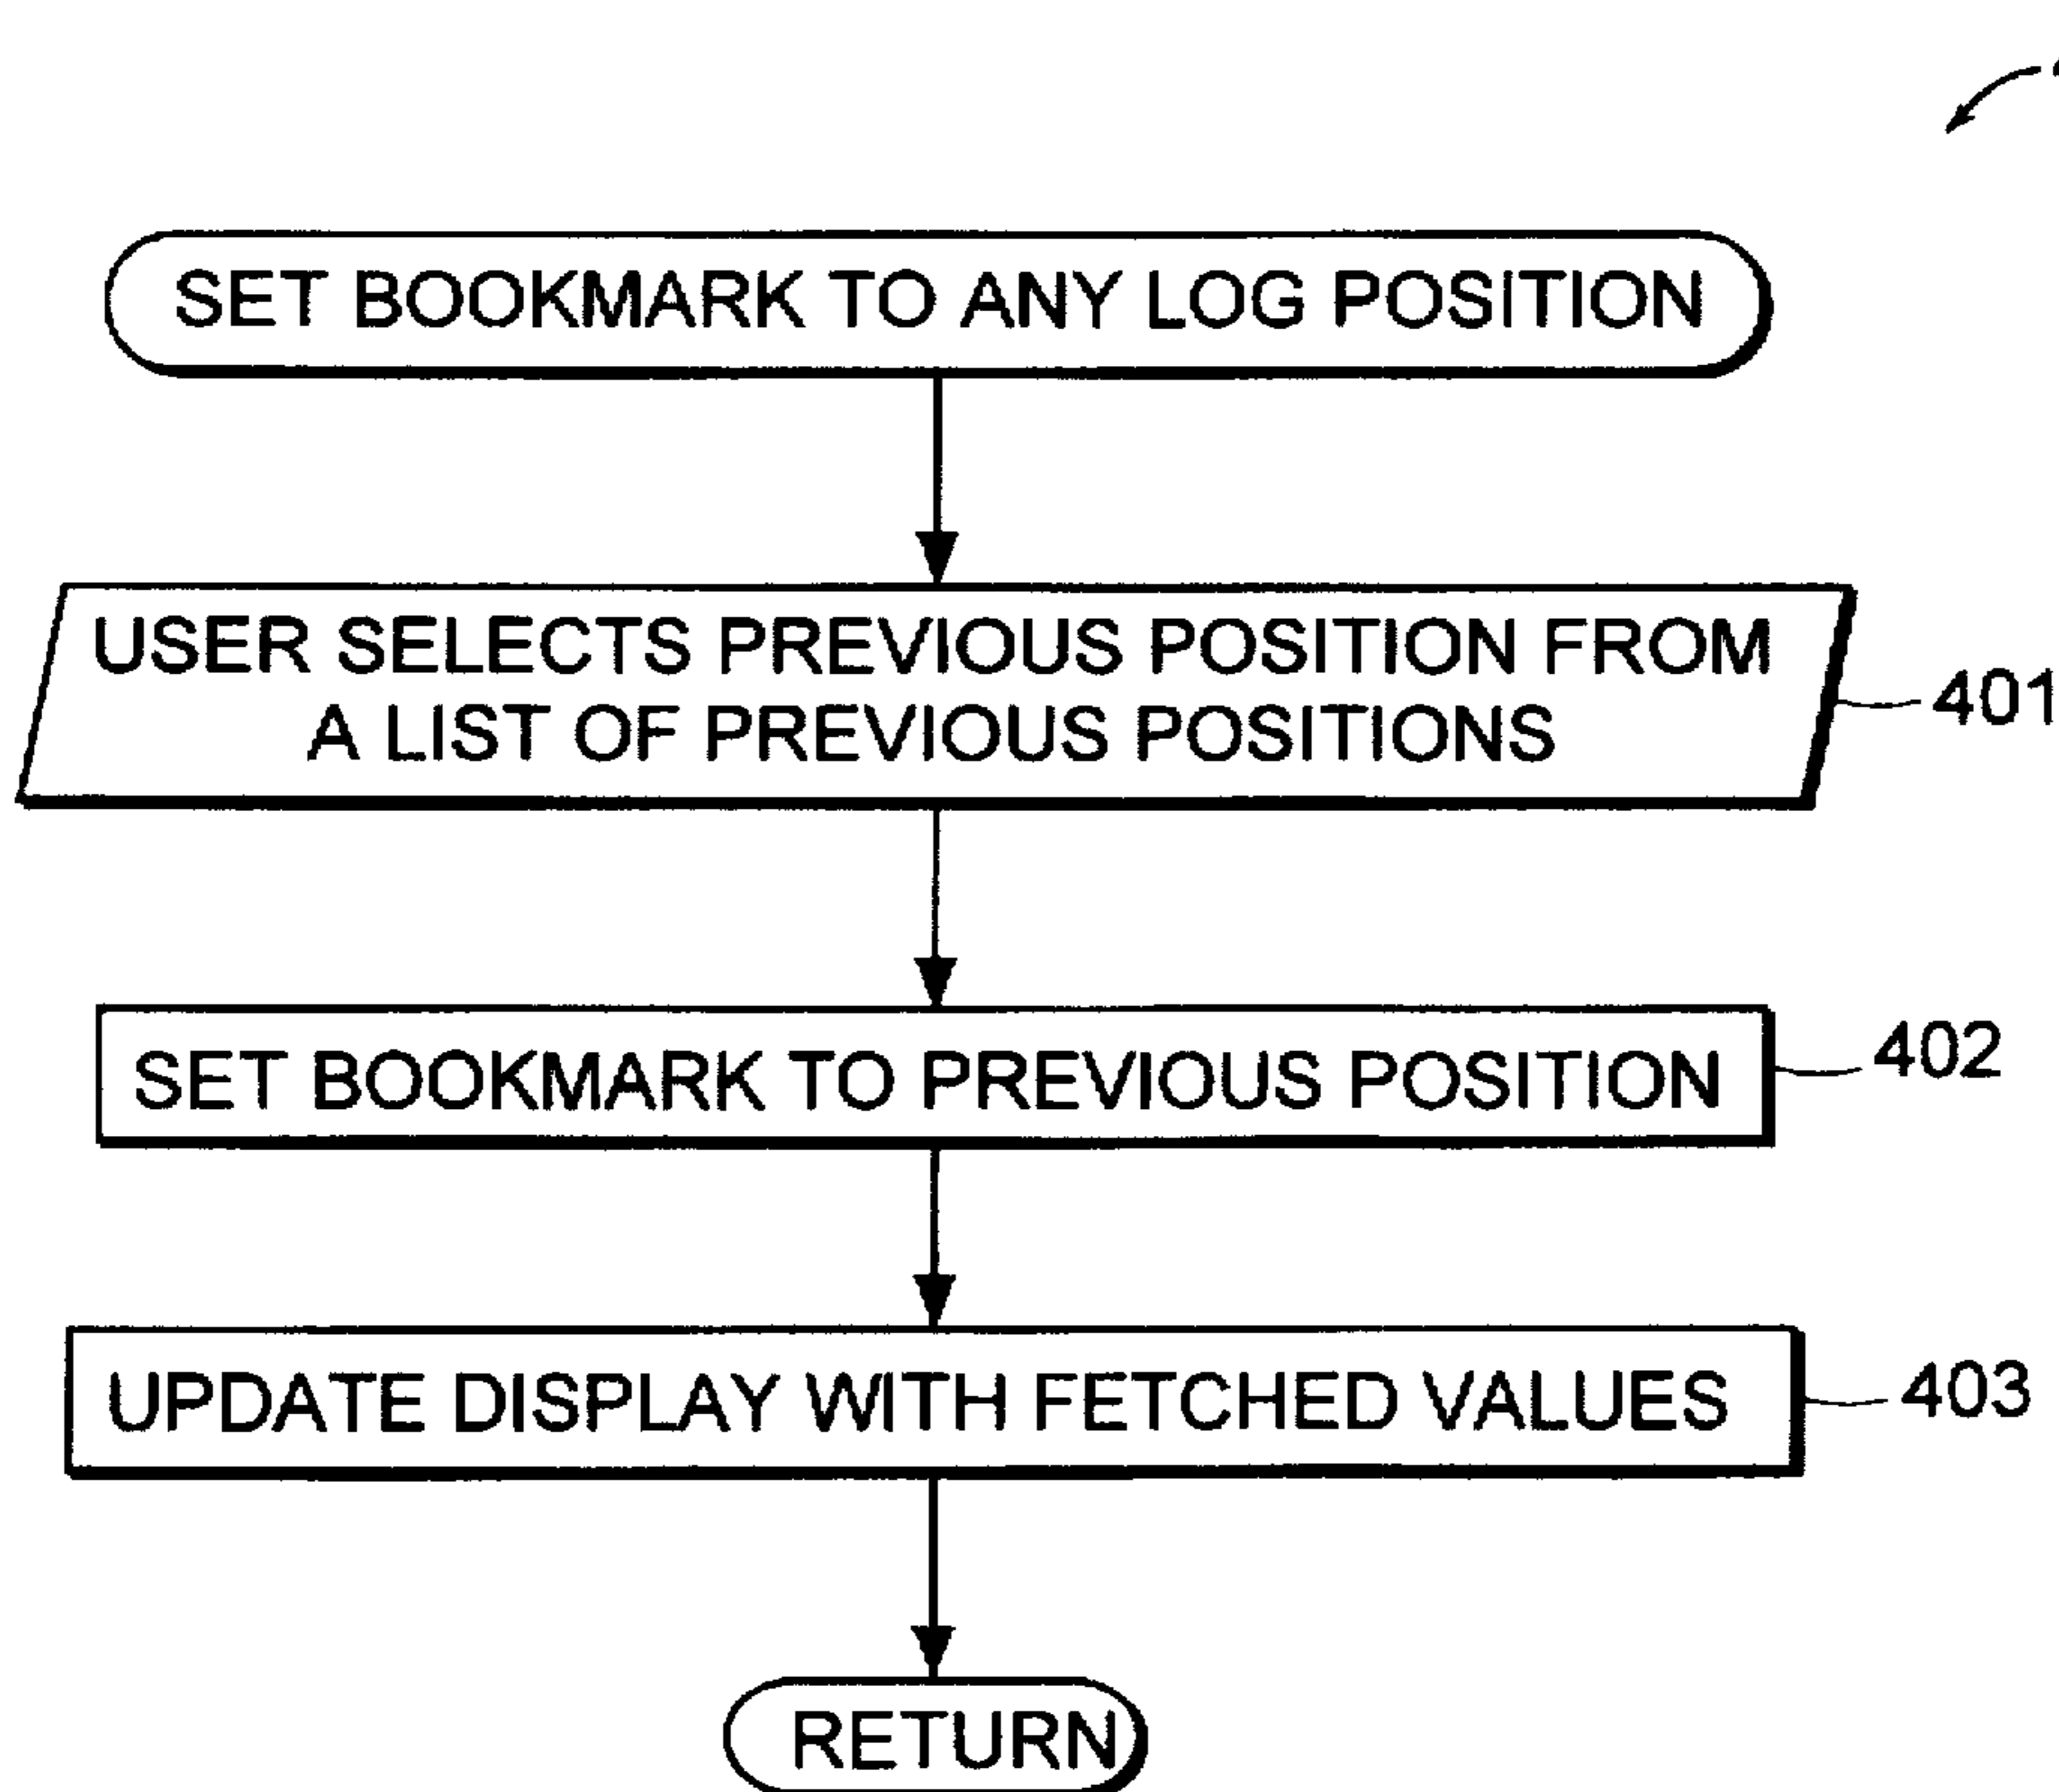 SET BOOKMARK TO ANY LOG POSITION
USER SELECTS PREVIOUS POSITION FROM
A LIST OF PREVIOUS POSITIONS
401
SET BOOKMARK TO PREVIOUS POSITION
402
UPDATE DISPLAY WITH FETCHED VALUES
403
RETURN